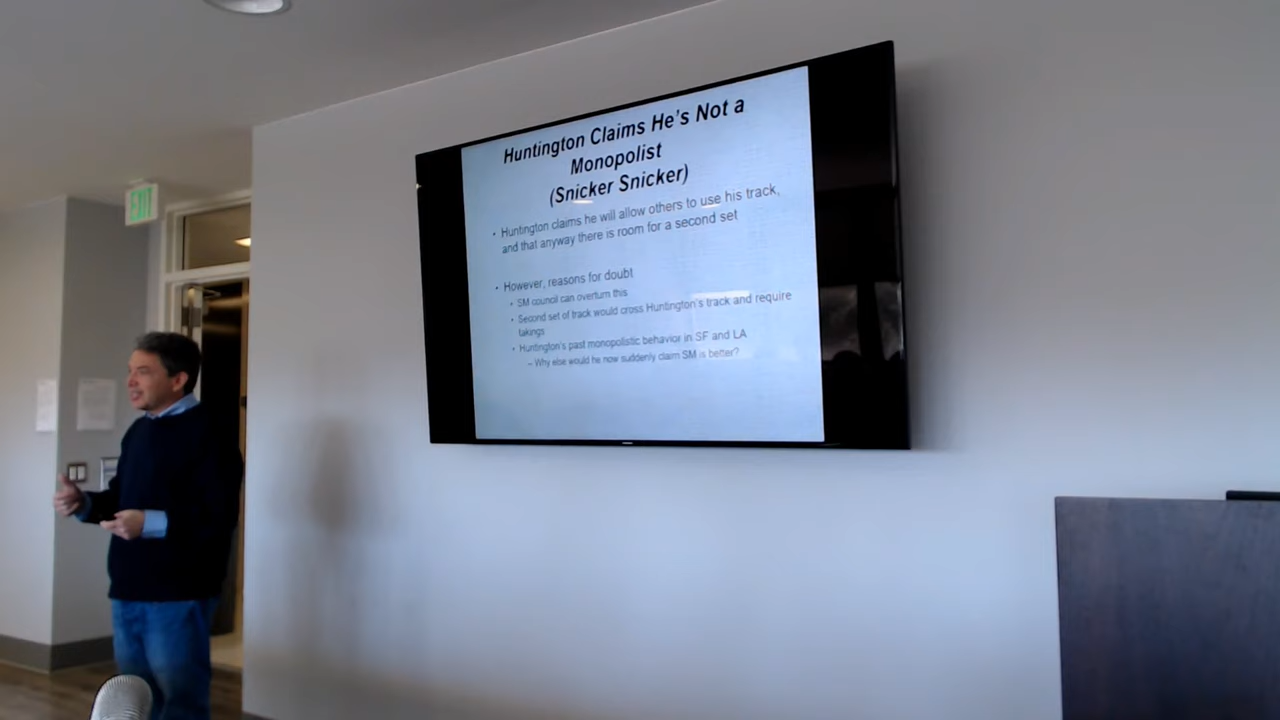 EXIT
Huntington Claims He's Not a
Monopolist
(Snicker Snicker)
• Huntington claims he will allow others to use his track,
and that anyway there is room for a second set
• However, reasons for doubt
• SM council can overturn this
• Second set of track would cross Huntington's track and require
takings
• Huntington's past monopolistic behavior in SF and LA
– Why else would he now suddenly claim SM is better?